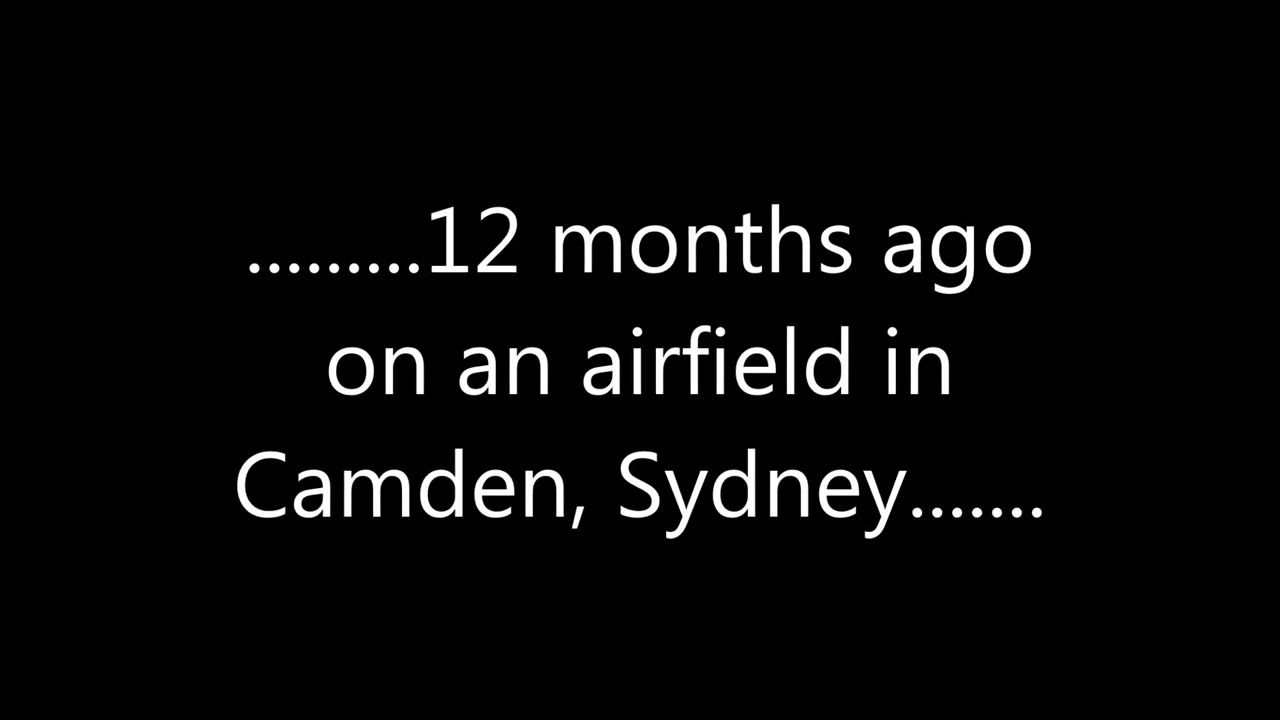 .........12 months ago
on an airfield in
Camden, Sydney.......